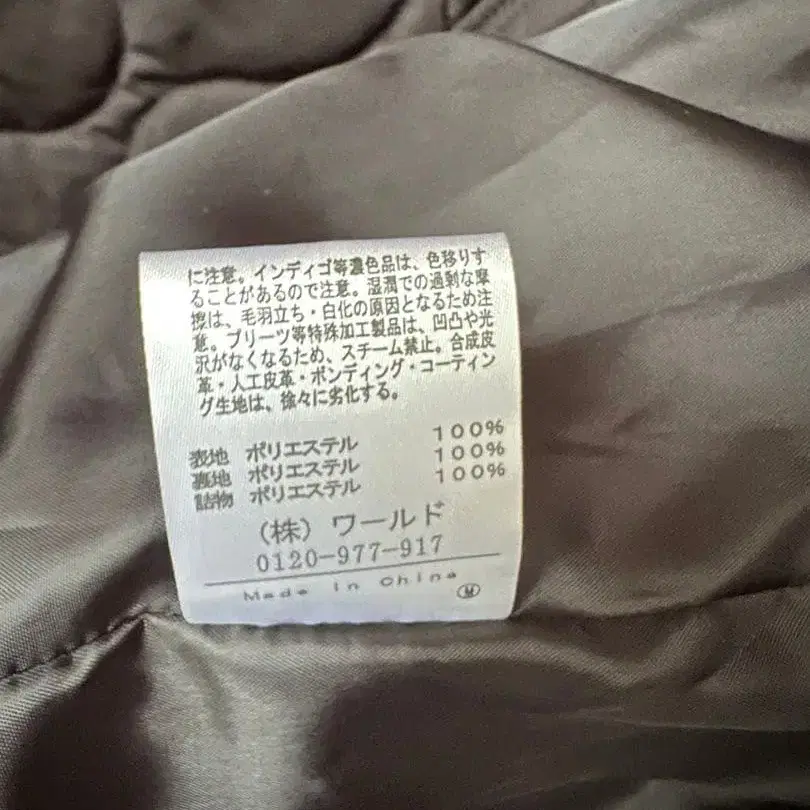 に注意。インディゴ等濃色品は、色移りす
ることがあるので注意。湿潤での過剰な摩
擦は、毛羽立ち・白化の原因となるため注
意。プリーツ等特殊加工製品は、凹凸や光
沢がなくなるため、スチーム禁止。合成皮
革・人工皮革・ボンディング・コーティン
グ生地は、徐々に劣化する。
表地 ポリエステル 100%
裏地 ポリエステル 100%
詰物 ポリエステル 100%
(株) ワールド
0120-977-917
Made in China
Ⓜ